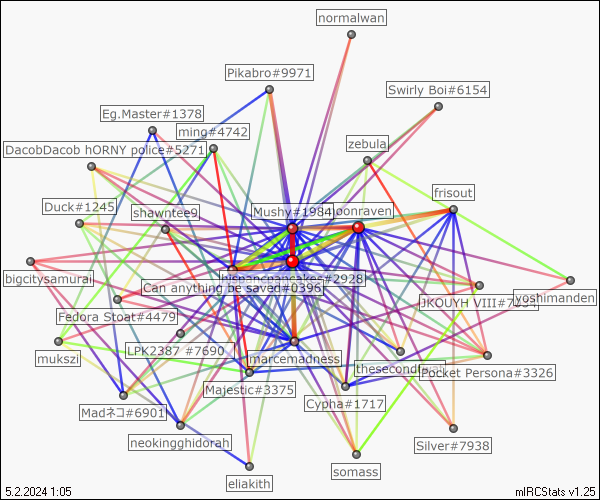 normalwan
Pikabro#9971
Swirly Boi#6154
Eg.Master#1378
ming#4742
DacobDacob hORNY police#5271
zebula
frisout
Duck#1245
shawntee9
Mushy#1984
moonraven
bigcitysamurai
hispancpancakes#2928
Can anything be saved#0396
yoshimanden
JKOUYH VIII#7
Fedora Stoat#4479
LPK2387 #7690
mukszi
marcemadness
thesecond
Pocket Persona#3326
Majestic#3375
Cypha#1717
Madネコ#6901
neokingghidorah
Silver#7938
somass
eliakith
5.2.2024 1:05
mIRCStats v1.25